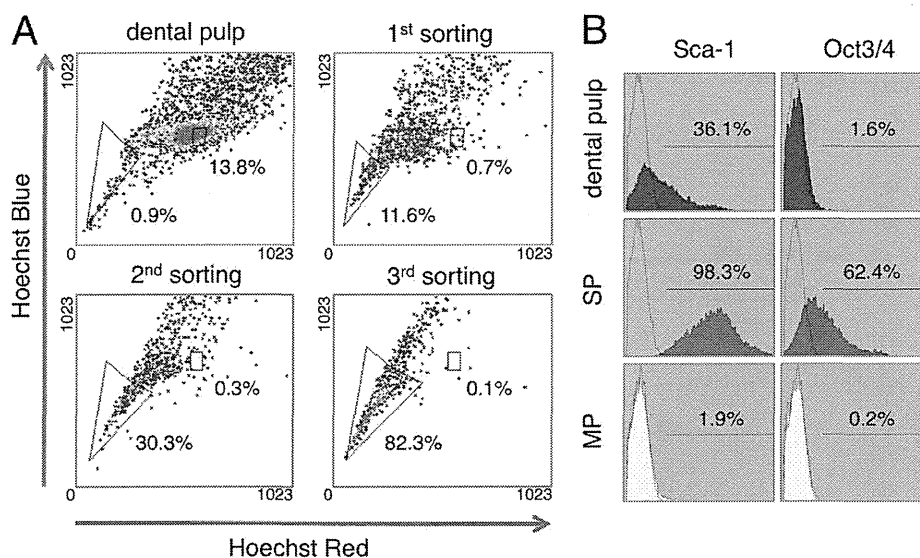 A
dental pulp
1st sorting
1023
13.8%
0.9%
0
1023
1023
0.7%
11.6%
0
1023
2nd sorting
3rd sorting
1023
0.3%
30.3%
0
1023
1023
0.1%
82.3%
0
1023
Hoechst Blue
Hoechst Red
B
Sca-1
Oct3/4
dental pulp
36.1%
1.6%
SP
98.3%
62.4%
MP
1.9%
0.2%